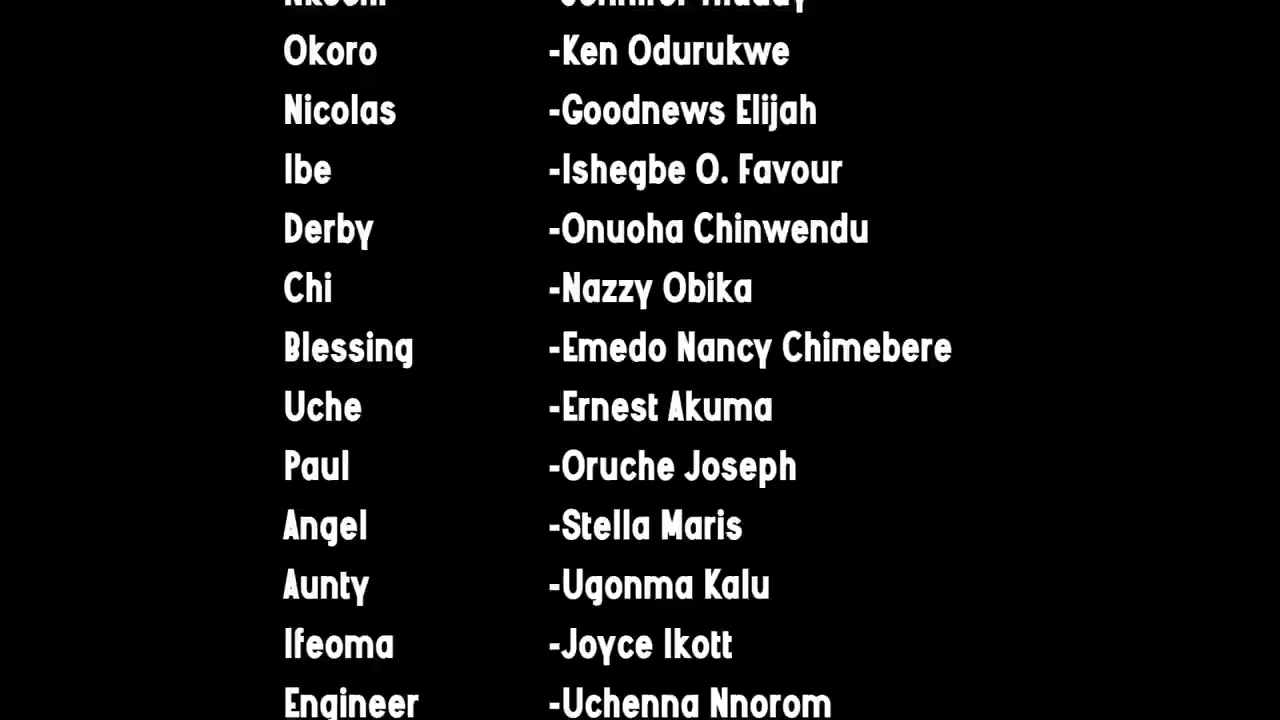 Okoro -Ken Odurukwe
Nicolas -Goodnews Elijah
Ibe -Ishegbe O. Favour
Derby -Onuoha Chinwendu
Chi -Nazzy Obika
Blessing -Emedo Nancy Chimebere
Uche -Ernest Akuma
Paul -Oruche Joseph
Angel -Stella Maris
Aunty -Ugonma Kalu
Ifeoma -Joyce Ikott
Engineer -Uchenna Nnorom